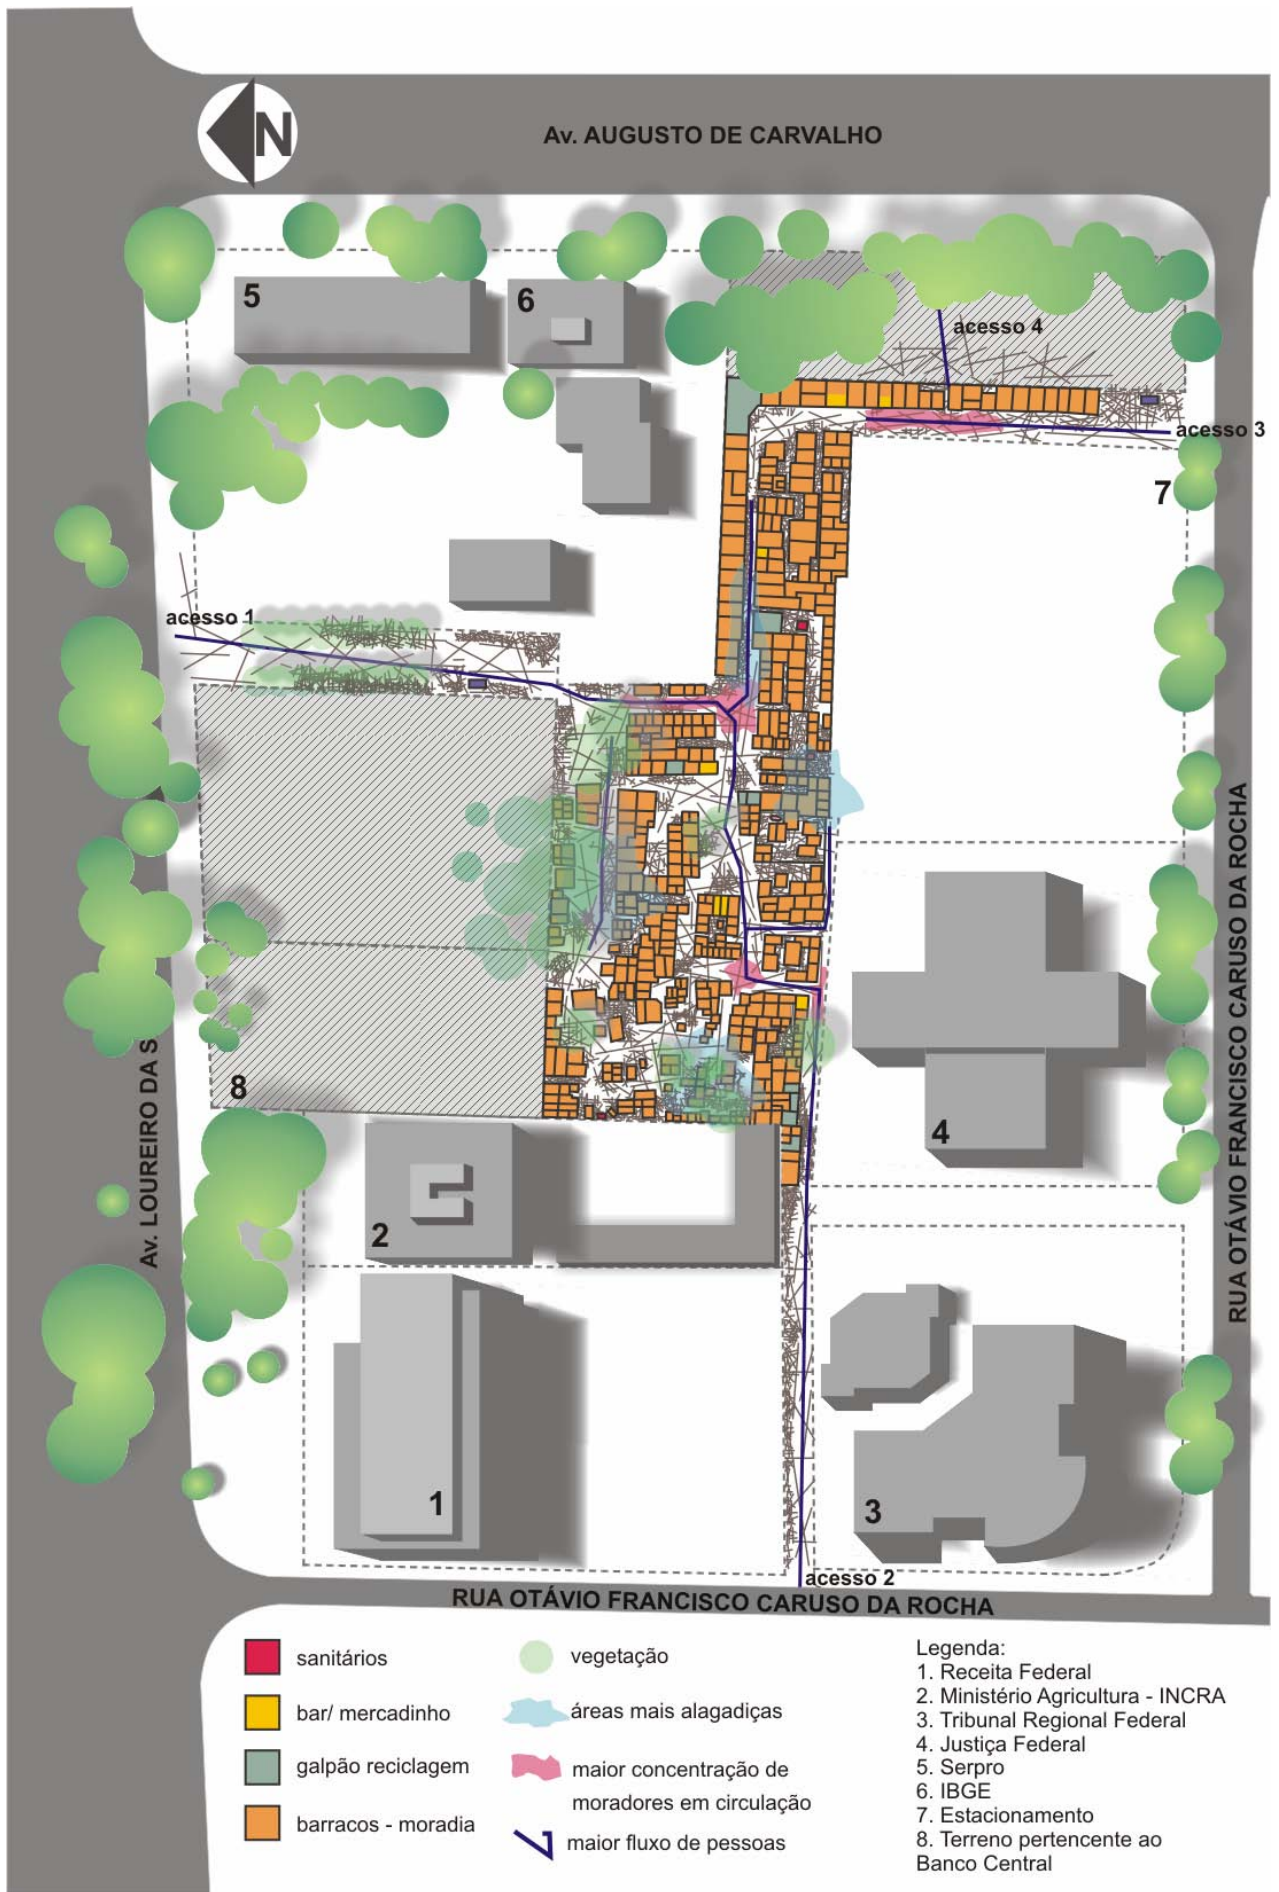 N
Av. AUGUSTO DE CARVALHO
5
6
acesso 4
acesso 3
7
acesso 1
8
Av. LOUREIRO DA S
2
4
RUA OTÁVIO FRANCISCO CARUSO DA ROCHA
1
3
acesso 2
RUA OTÁVIO FRANCISCO CARUSO DA ROCHA
sanitários
bar/ mercadinho
galpão reciclagem
barracos - moradia
vegetação
áreas mais alagadiças
maior concentração de
moradores em circulação
maior fluxo de pessoas
Legenda:
1. Receita Federal
2. Ministério Agricultura - INCRA
3. Tribunal Regional Federal
4. Justiça Federal
5. Serpro
6. IBGE
7. Estacionamento
8. Terreno pertencente ao
Banco Central